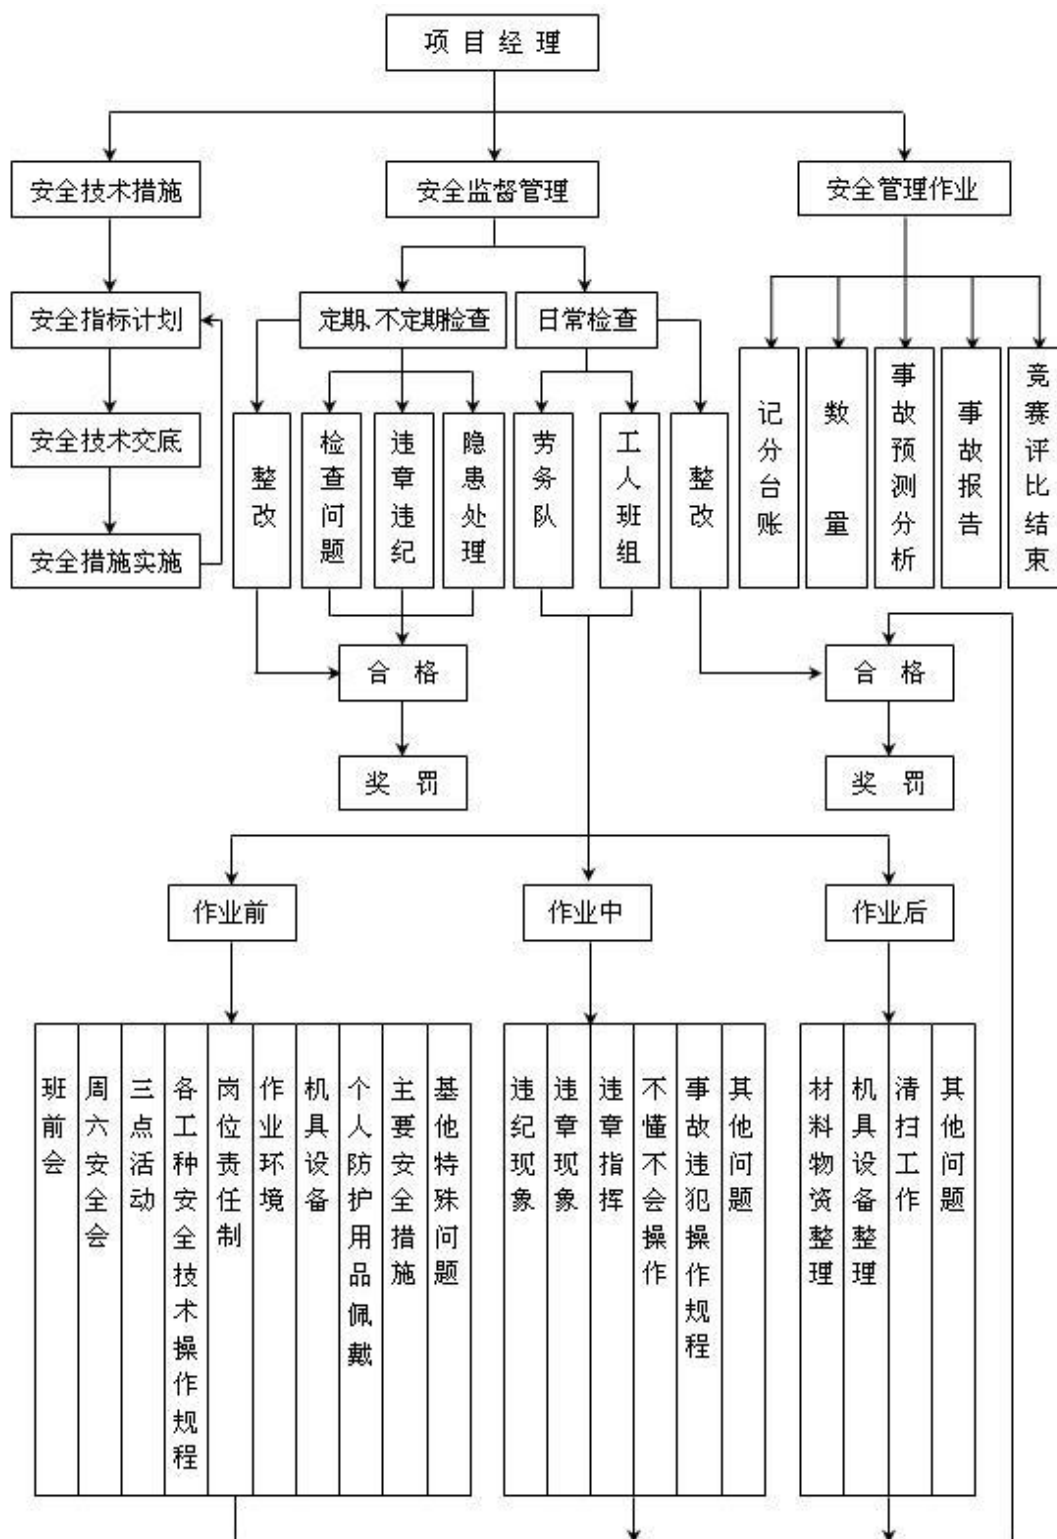 项目经理
安全技术措施
安全监督管理
安全管理作业
安全指标计划
定期、不定期检查
日常检查
安全技术交底
安全措施实施
整改
检查问题
违章违纪
隐患处理
劳务队
工人班组
整改
记分台账
数量
事故预测分析
事故报告
竞赛评比结束
合格
合格
奖罚
奖罚
作业前
作业中
作业后
班前会
周六安全会
三点活动
各工种安全技术操作规程
岗位责任制
作业环境
机具设备
个人防护用品佩戴
主要安全措施
基他特殊问题
违纪现象
违章现象
违章指挥
不懂不会操作
事故违犯操作规程
其他问题
材料物资整理
机具设备整理
清扫工作
其他问题